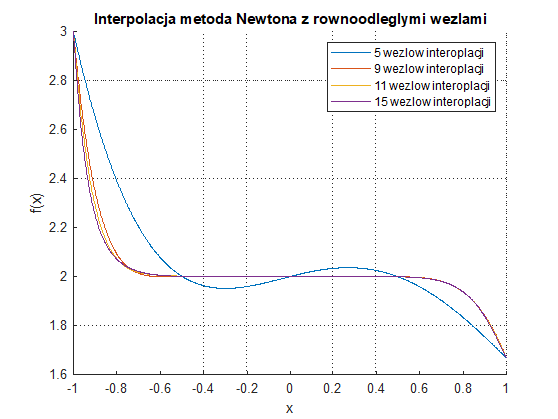 Interpolacja metoda Newtona z rownoodleglymi wezlami
5 wezlow interoplacji
9 wezlow interpolacji
11 wezlow interpolacji
15 wezlow interoplacji
f(x)
3
2.8
2.6
2.4
2.2
2
1.8
1.6
-1 -0.8 -0.6 -0.4 -0.2 0 0.2 0.4 0.6 0.8 1
x